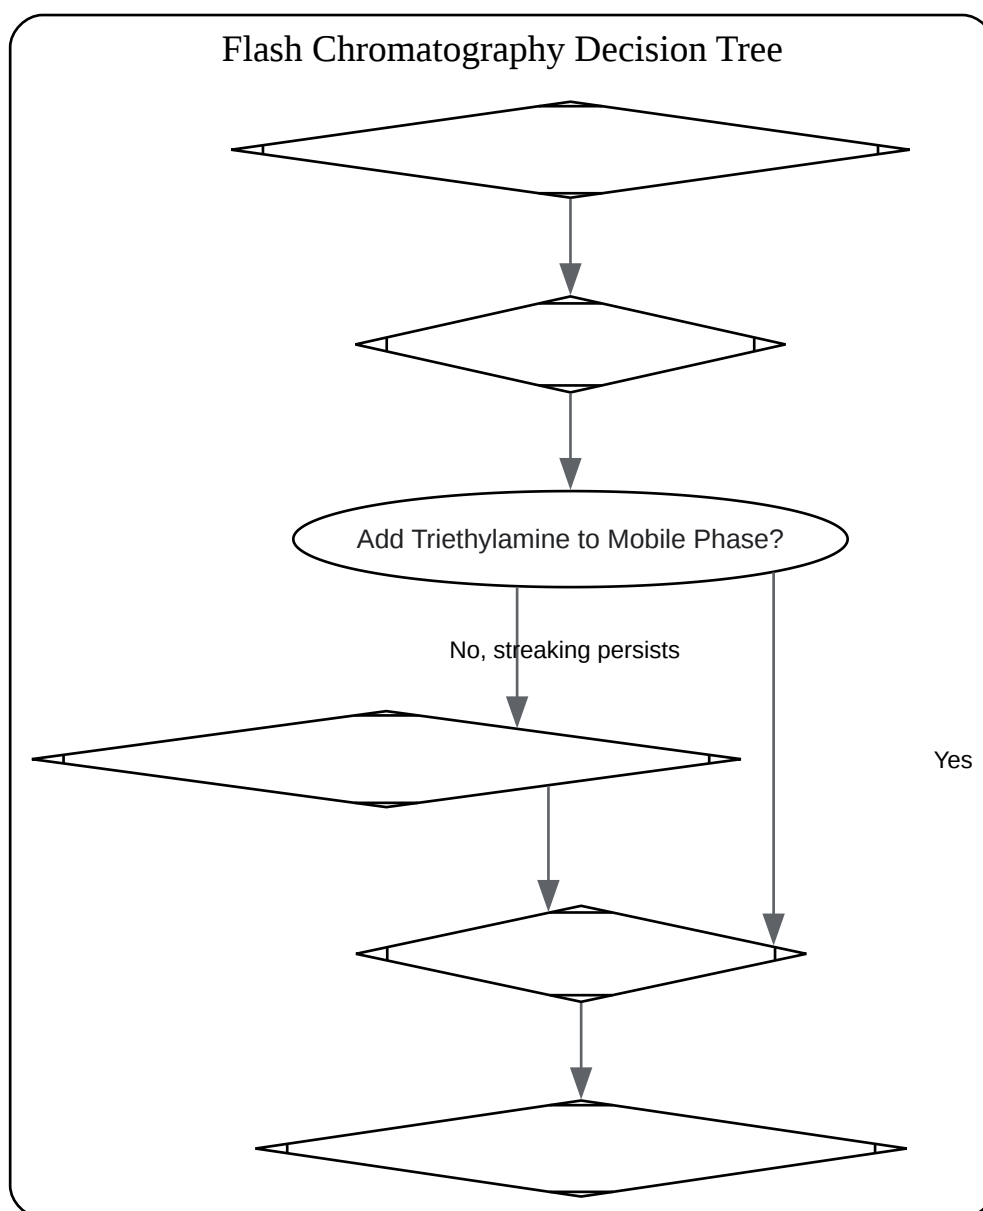 Flash Chromatography Decision Tree
Add Triethylamine to Mobile Phase?
No, streaking persists
Yes